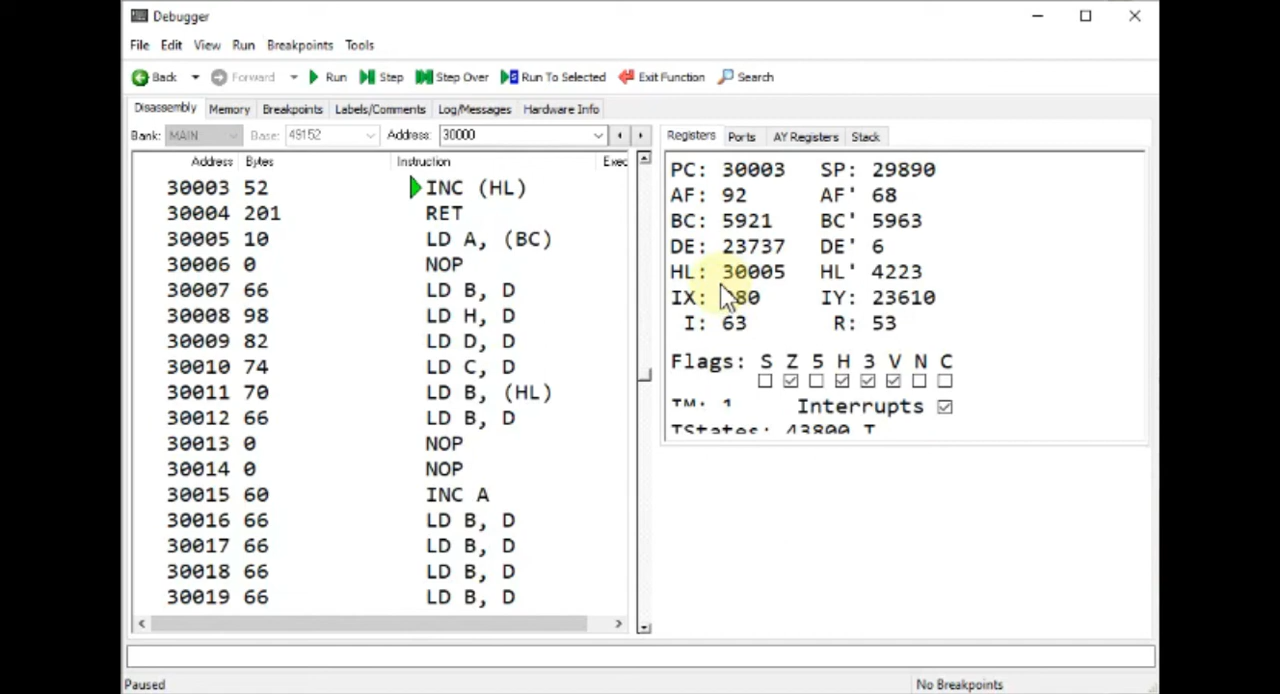 Debugger
File Edit View Run Breakpoints Tools
Back Forward Run Step Step Over Run To Selected Exit Function Search
Disassembly Memory Breakpoints Labels/Comments Log/Messages Hardware Info
Bank: MAIN Base: 49152 Address: 30000
Address Bytes Instruction Exec
30003 52 INC (HL)
30004 201 RET
30005 10 LD A, (BC)
30006 0 NOP
30007 66 LD B, D
30008 98 LD H, D
30009 82 LD D, D
30010 74 LD C, D
30011 70 LD B, (HL)
30012 66 LD B, D
30013 0 NOP
30014 0 NOP
30015 60 INC A
30016 66 LD B, D
30017 66 LD B, D
30018 66 LD B, D
30019 66 LD B, D
Registers Ports AY Registers Stack
PC: 30003 SP: 29890
AF: 92 AF' 68
BC: 5921 BC' 5963
DE: 23737 DE' 6
HL: 30005 HL' 4223
IX: 80 IY: 23610
I: 63 R: 53
Flags: S Z 5 H 3 V N C
IM: 1 Interrupts
TStates: 43800 T
Paused No Breakpoints